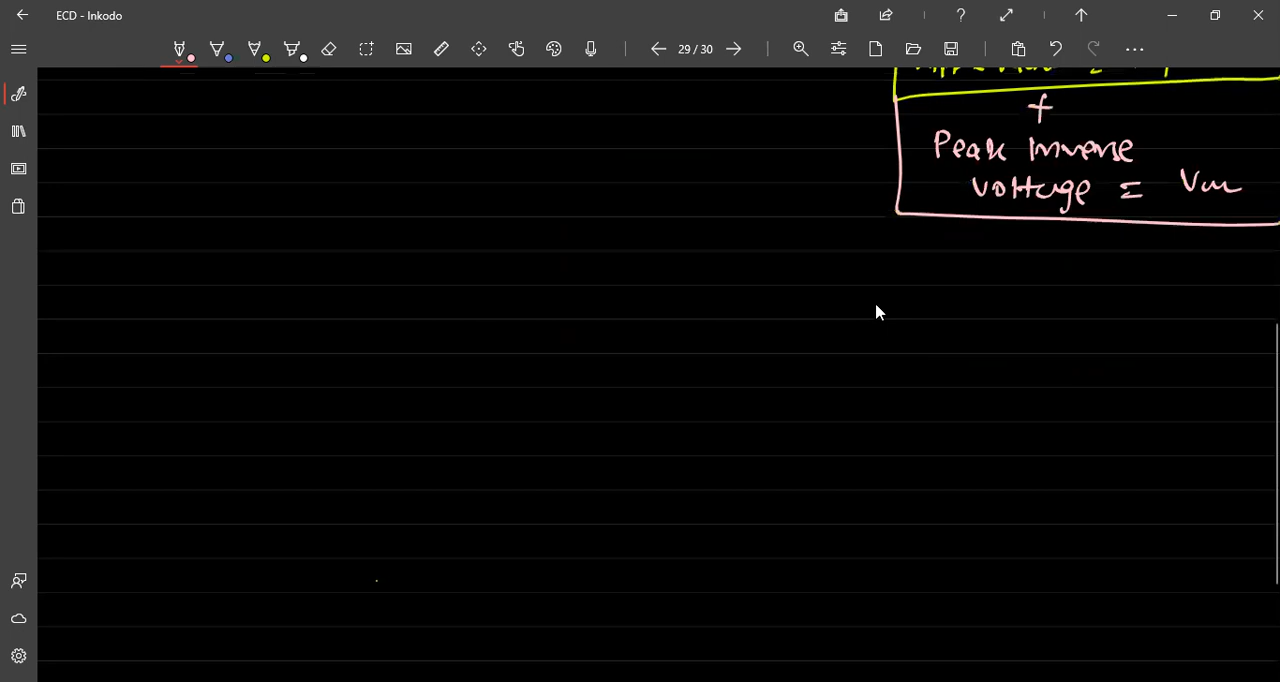 ECD - Inkodo
29 / 30
+
Peak Inverse
voltage = Vm